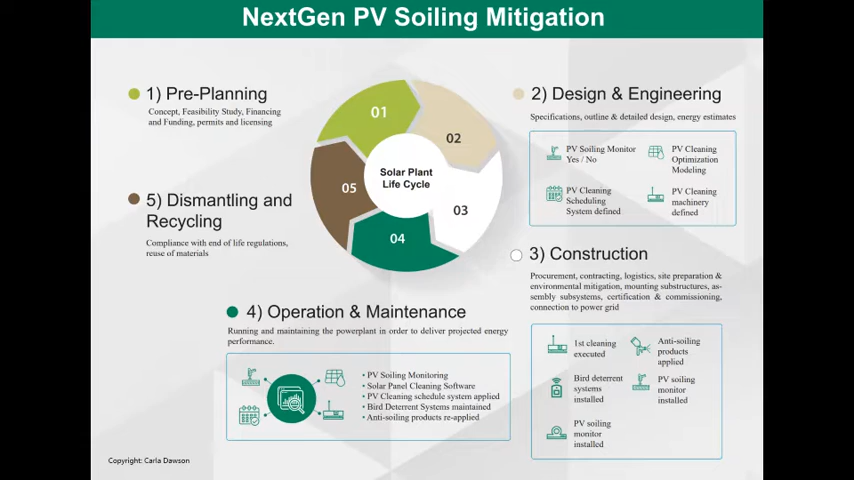 NextGen PV Soiling Mitigation
1) Pre-Planning
Concept, Feasibility Study, Financing
and Funding, permits and licensing
01
02
03
04
05
Solar Plant
Life Cycle
2) Design & Engineering
Specifications, outline & detailed design, energy estimates
PV Soiling Monitor
Yes / No
PV Cleaning
Optimization
Modeling
PV Cleaning
Scheduling
System defined
PV Cleaning
machinery
defined
5) Dismantling and
Recycling
Compliance with end of life regulations,
reuse of materials
3) Construction
Procurement, contracting, logistics, site preparation &
environmental mitigation, mounting substructures, as-
sembly subsystems, certification & commissioning,
connection to power grid
1st cleaning
executed
Anti-soiling
products
applied
Bird deterrent
systems
installed
PV soiling
monitor
installed
PV soiling
monitor
installed
4) Operation & Maintenance
Running and maintaining the powerplant in order to deliver projected energy
performance.
• PV Soiling Monitoring
• Solar Panel Cleaning Software
• PV Cleaning schedule system applied
• Bird Deterrent Systems maintained
• Anti-soiling products re-applied
Copyright: Carla Dawson